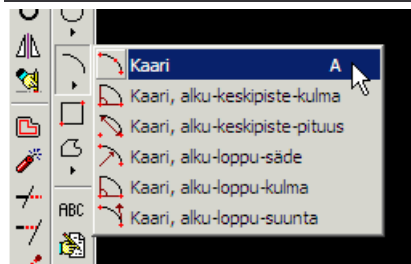 Kaari A
Kaari, alku-keskipiste-kulma
Kaari, alku-keskipiste-pituus
Kaari, alku-loppu-säde
Kaari, alku-loppu-kulma
ABC
Kaari, alku-loppu-suunta